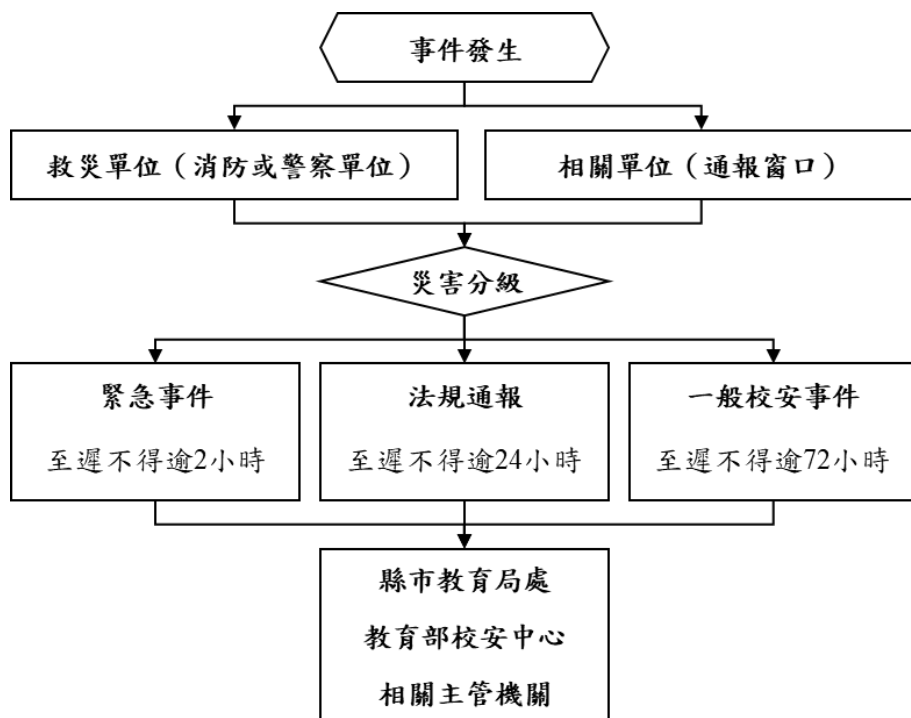 事件發生
救災單位（消防或警察單位）
相關單位（通報窗口）
災害分級
緊急事件
至遲不得逾2小時
法規通報
至遲不得逾24小時
一般校安事件
至遲不得逾72小時
縣市教育局處
教育部校安中心
相關主管機關